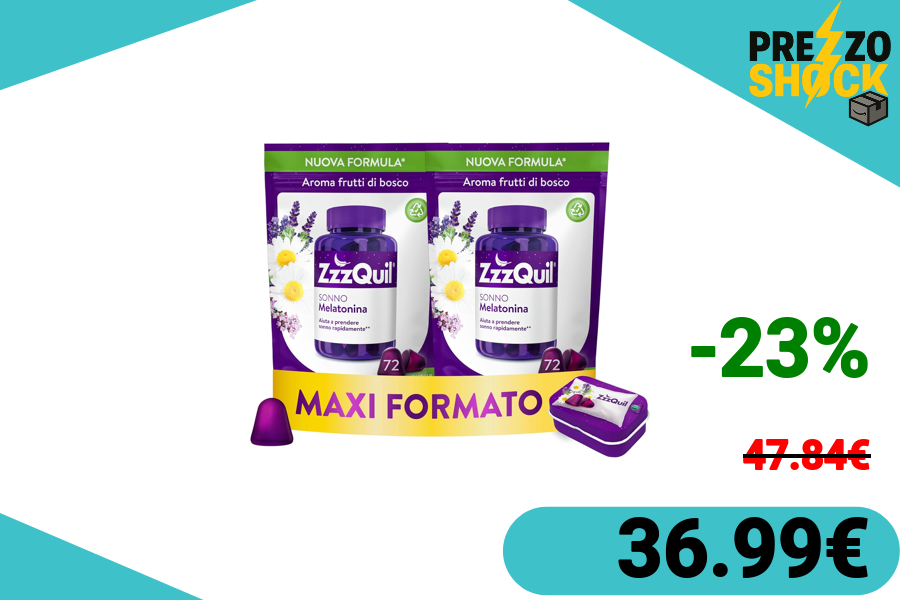 PREZZO
SHOCK
NUOVA FORMULA*
Aroma frutti di bosco
ZzzQuil®
SONNO
Melatonina
Aiuta a prendere
sonno rapidamente**
72
NUOVA FORMULA*
Aroma frutti di bosco
ZzzQuil®
SONNO
Melatonina
Aiuta a prendere
sonno rapidamente**
72
MAXI FORMATO
ZzzQuil
-23%
47.84€
36.99€